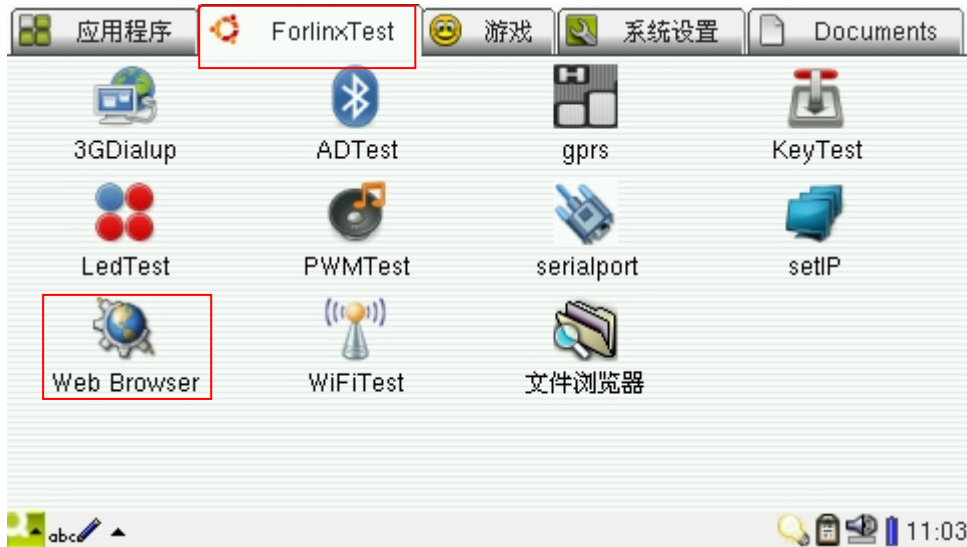 应用程序 ForlinxTest 游戏 系统设置 Documents
3GDialup ADTest gprs KeyTest
LedTest PWMTest serialport setIP
Web Browser WiFiTest 文件浏览器
abc 11:03